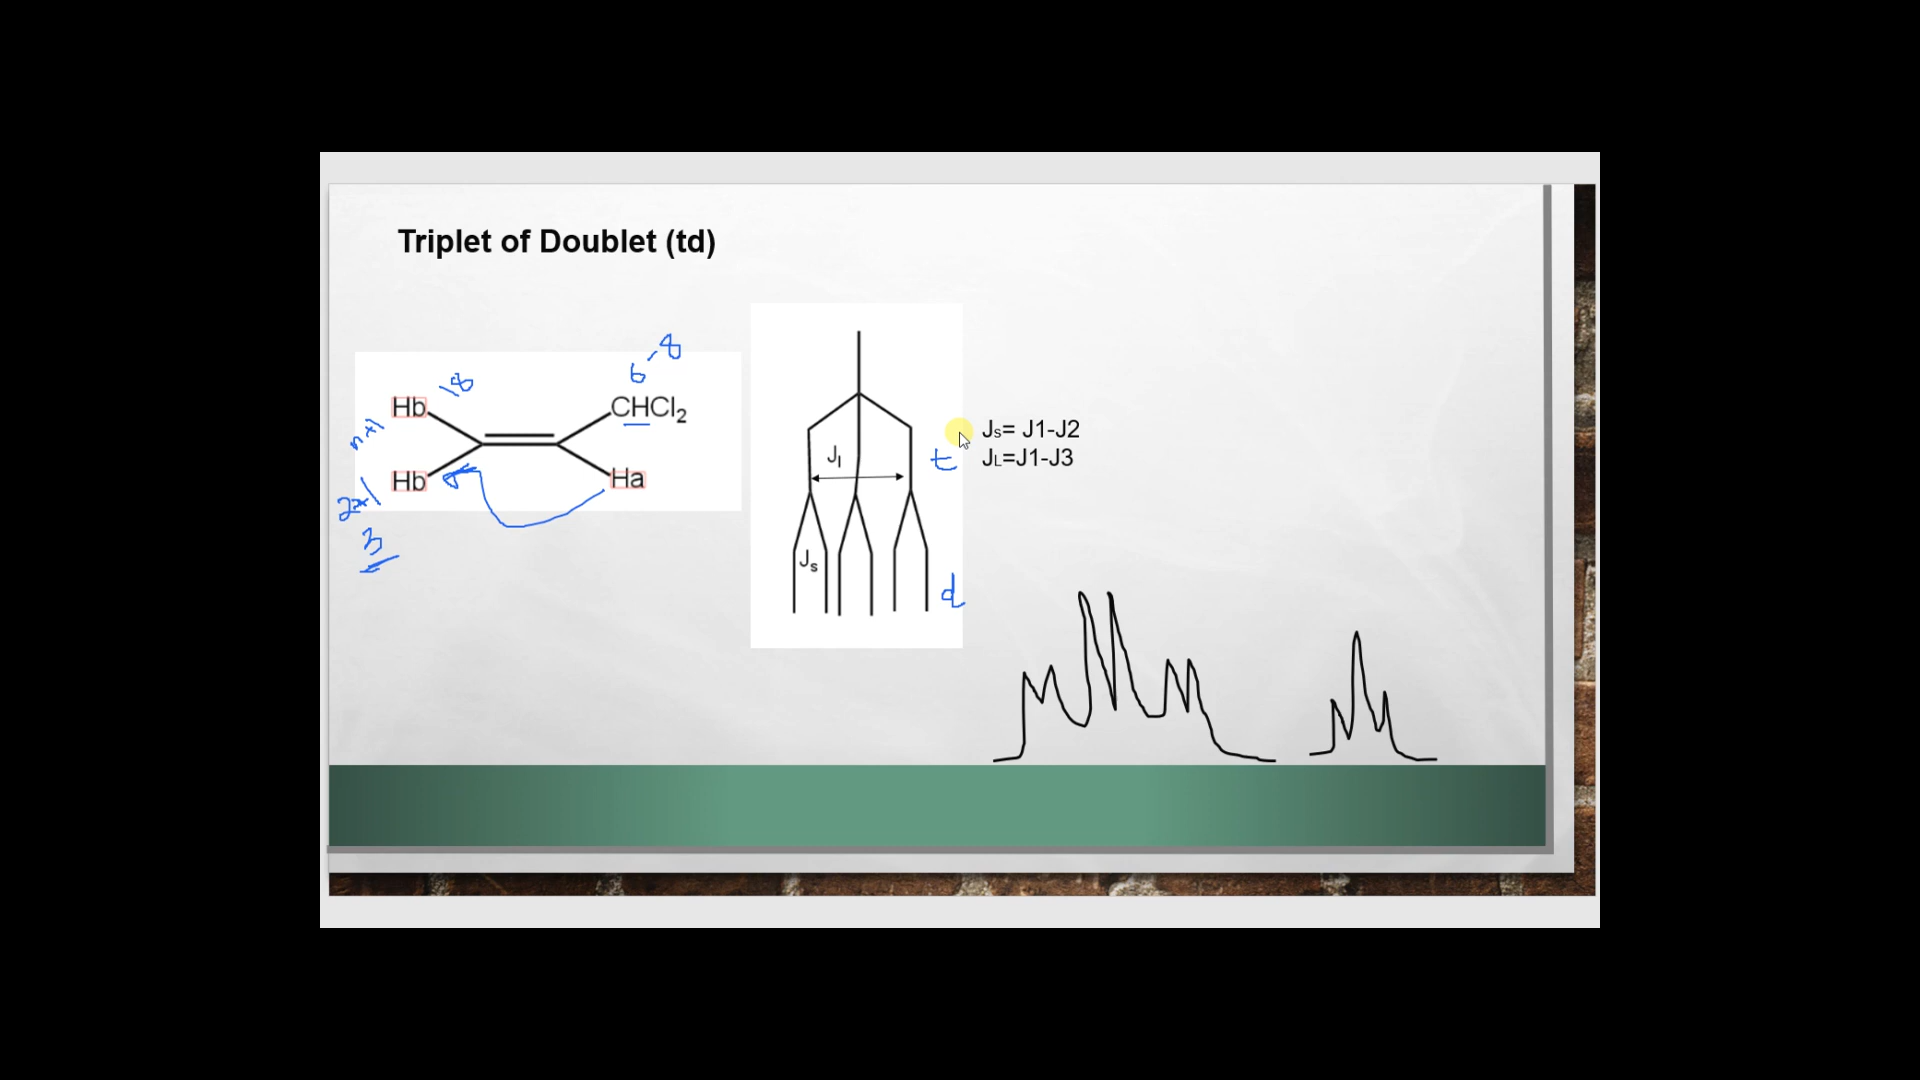 Triplet of Doublet (td)
6-8
18
Hb
CHCl₂
n+1
Hb
Ha
2+1
3
Jₗ
t
Jₛ
d
Jₛ= J1-J2
J_L=J1-J3